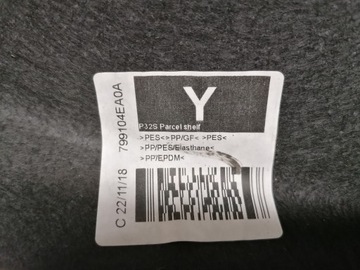 Y
P32S Parcel shelf
>PES<>PP/GF< >PES<
>PP/PES/Elasthane<
>PP/EPDM<
799104EA0A
C 22/11/18